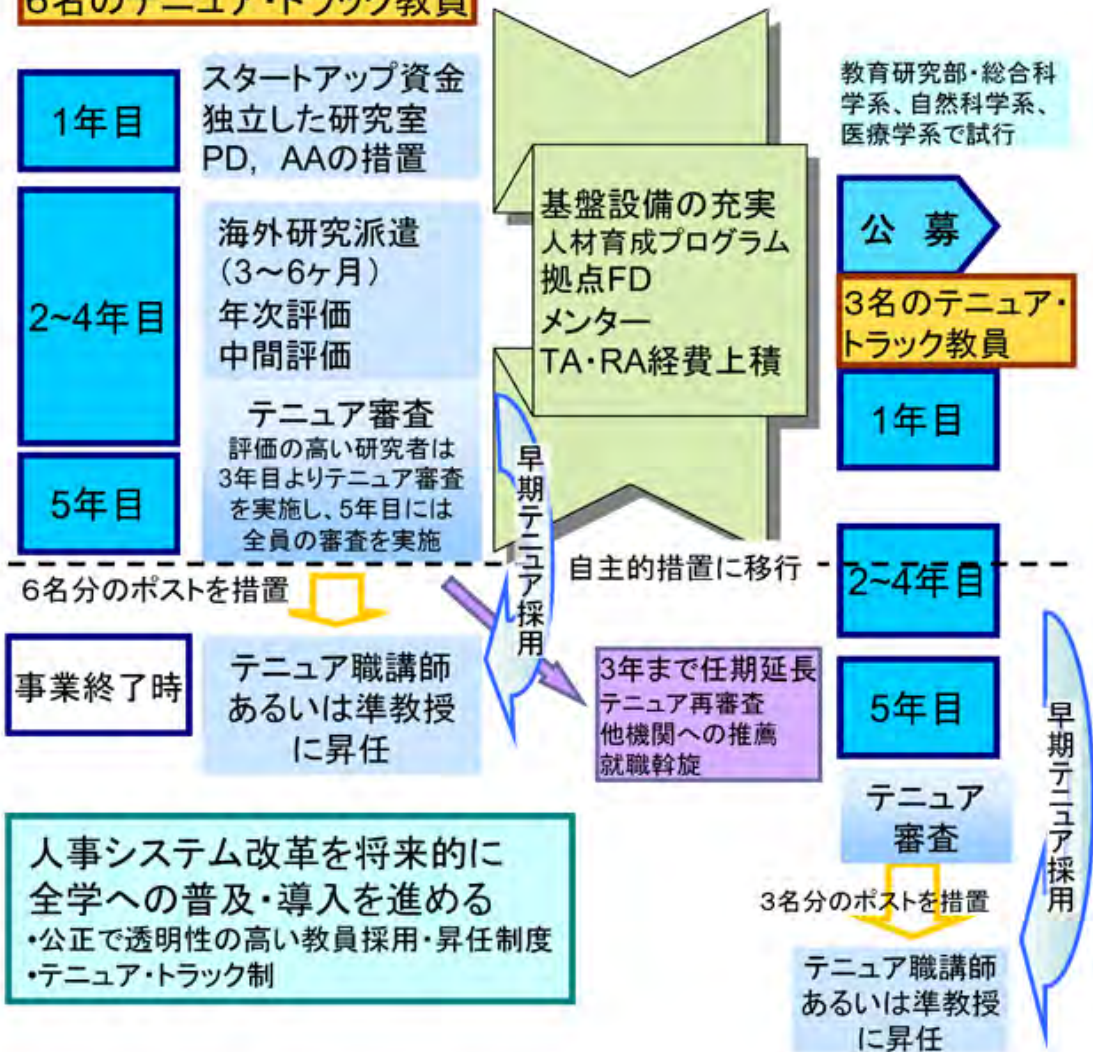 6名のテニュア・トラック教員
1年目
スタートアップ資金
独立した研究室
PD, AAの措置
2~4年目
海外研究派遣
(3～6ヶ月)
年次評価
中間評価
5年目
テニュア審査
評価の高い研究者は
3年目よりテニュア審査
を実施し、5年目には
全員の審査を実施
早期テニュア採用
6名分のポストを措置
事業終了時
テニュア職講師
あるいは準教授
に昇任
基盤設備の充実
人材育成プログラム
拠点FD
メンター
TA・RA経費上積
自主的措置に移行
3年まで任期延長
テニュア再審査
他機関への推薦
就職斡旋
教育研究部・総合科
学系、自然科学系、
医療学系で試行
公 募
3名のテニュア・
トラック教員
1年目
2~4年目
5年目
テニュア
審査
早期テニュア採用
3名分のポストを措置
テニュア職講師
あるいは準教授
に昇任
人事システム改革を将来的に
全学への普及・導入を進める
・公正で透明性の高い教員採用・昇任制度
・テニュア・トラック制